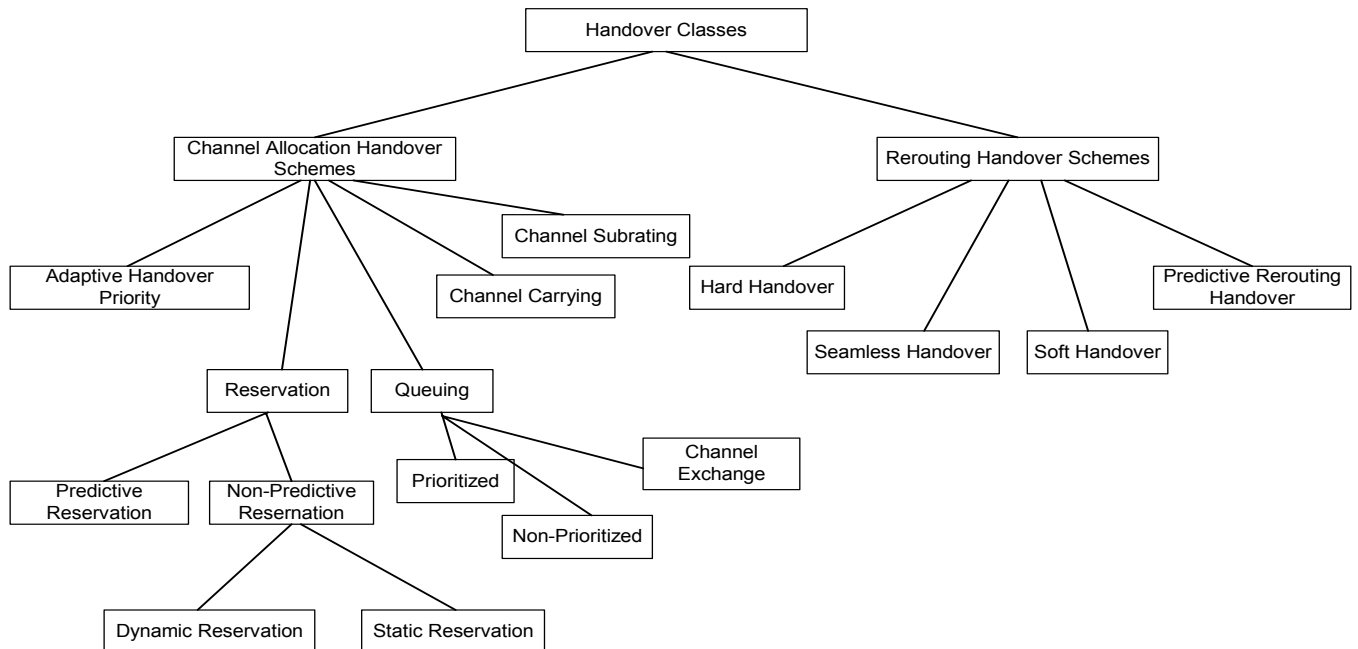 Handover Classes
Channel Allocation Handover
Schemes
Rerouting Handover Schemes
Channel Subrating
Adaptive Handover
Priority
Channel Carrying
Hard Handover
Predictive Rerouting
Handover
Seamless Handover
Soft Handover
Reservation
Queuing
Channel
Exchange
Prioritized
Predictive
Reservation
Non-Predictive
Resernation
Non-Prioritized
Dynamic Reservation
Static Reservation